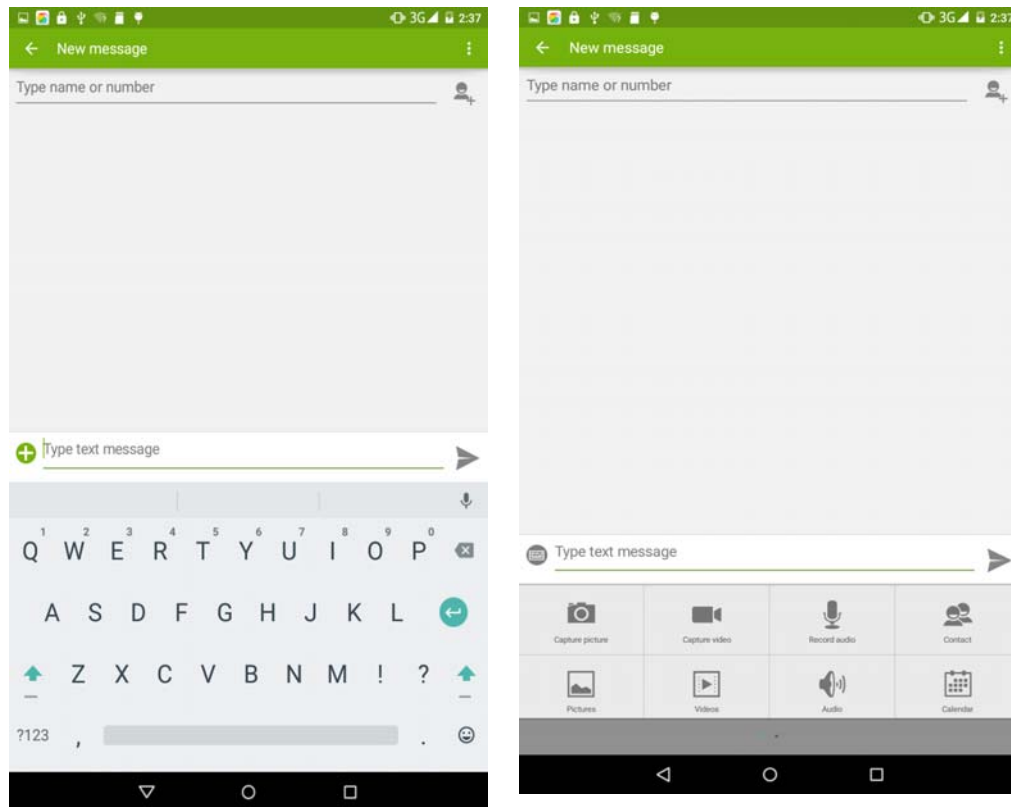 3G 2:37
New message
Type name or number
Type text message
1 2 3 4 5 6 7 8 9 0
Q W E R T Y U I O P
A S D F G H J K L
Z X C V B N M ! ?
?123 , .
3G 2:37
New message
Type name or number
Type text message
Capture picture Capture video Record audio Contact
Pictures Videos Audio Calendar